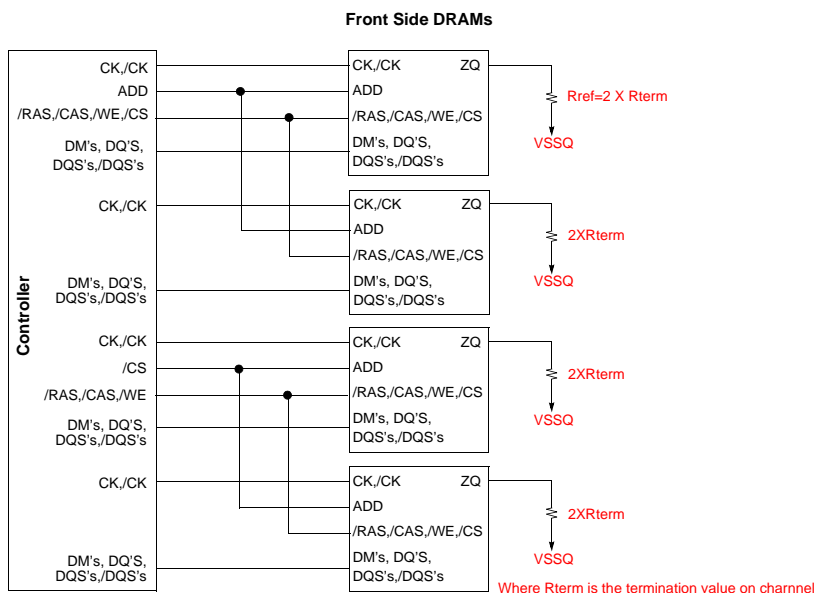 Front Side DRAMs
Controller
CK,/CK
ADD
/RAS,/CAS,/WE,/CS
DM's, DQ'S,
DQS's,/DQS's
CK,/CK ZQ
ADD
/RAS,/CAS,/WE,/CS
DM's, DQ'S,
DQS's,/DQS's
Rref=2 X Rterm
VSSQ
CK,/CK
DM's, DQ'S,
DQS's,/DQS's
CK,/CK ZQ
ADD
/RAS,/CAS,/WE,/CS
DM's, DQ'S,
DQS's,/DQS's
2XRterm
VSSQ
CK,/CK
/CS
/RAS,/CAS,/WE
DM's, DQ'S,
DQS's,/DQS's
CK,/CK ZQ
ADD
/RAS,/CAS,/WE,/CS
DM's, DQ'S,
DQS's,/DQS's
2XRterm
VSSQ
CK,/CK
DM's, DQ'S,
DQS's,/DQS's
CK,/CK ZQ
ADD
/RAS,/CAS,/WE,/CS
DM's, DQ'S,
DQS's,/DQS's
2XRterm
VSSQ
Where Rterm is the termination value on charnnel